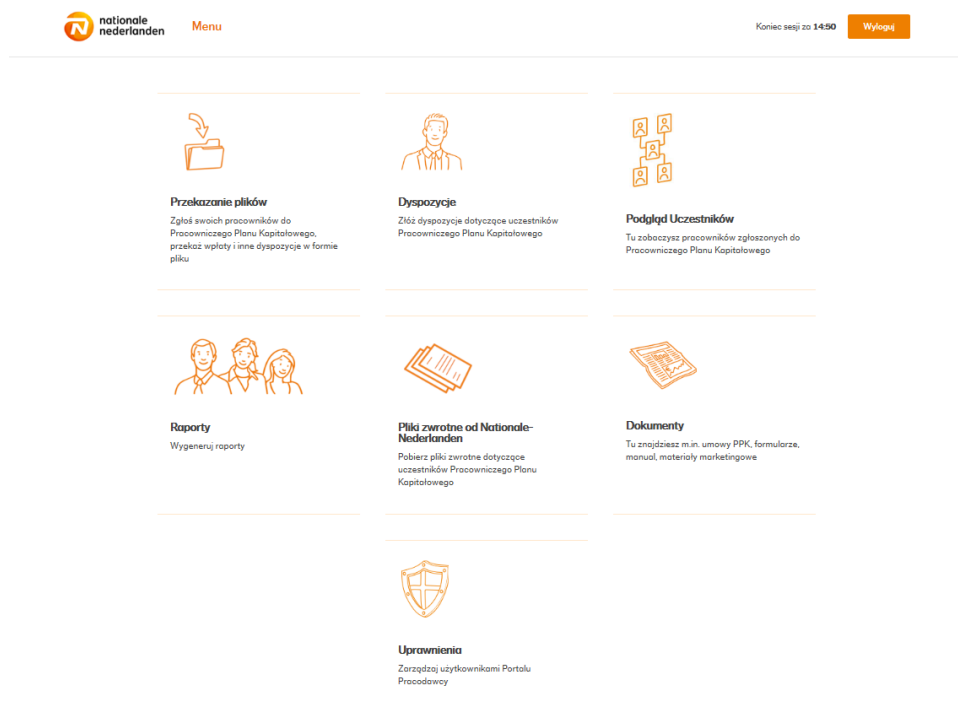 nationale
nederlanden
Menu
Koniec sesji za 14:50
Wyloguj
Przekazanie plików
Zgłoś swoich pracowników do
Pracowniczego Planu Kapitałowego,
przekaż wpłaty i inne dyspozycje w formie
pliku
Dyspozycje
Złóż dyspozycje dotyczące uczestników
Pracowniczego Planu Kapitałowego
Podgląd Uczestników
Tu zobaczysz pracowników zgłoszonych do
Pracowniczego Planu Kapitałowego
Raporty
Wygeneruj raporty
Pliki zwrotne od Nationale-
Nederlanden
Pobierz pliki zwrotne dotyczące
uczestników Pracowniczego Planu
Kapitałowego
Dokumenty
Tu znajdziesz m.in. umowy PPK, formularze,
manual, materiały marketingowe
Uprawnienia
Zarządzaj użytkownikami Portalu
Pracodawcy